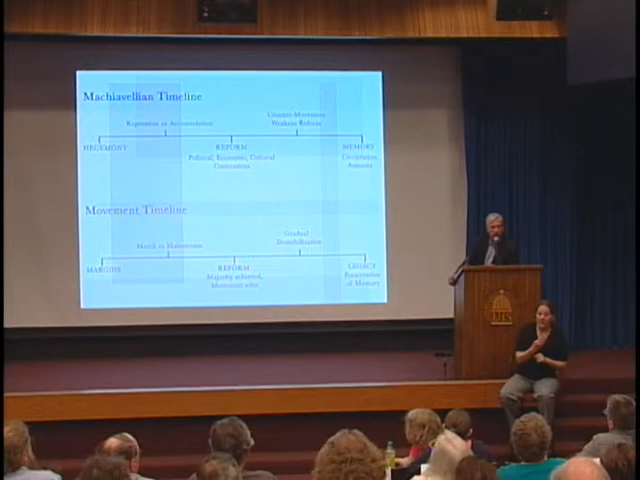 Machiavellian Timeline
Counter-Movement
Weakens Reform
Repression or Accommodation
HEGEMONY
REFORM
MEMORY
Political, Economic, Cultural
Concessions
Cooptation,
Amnesia
Movement Timeline
Gradual
Demobilization
March to Mainstream
MARGINS
REFORM
LEGACY
Majority achieved,
Movement wins
Preservation
of Memory